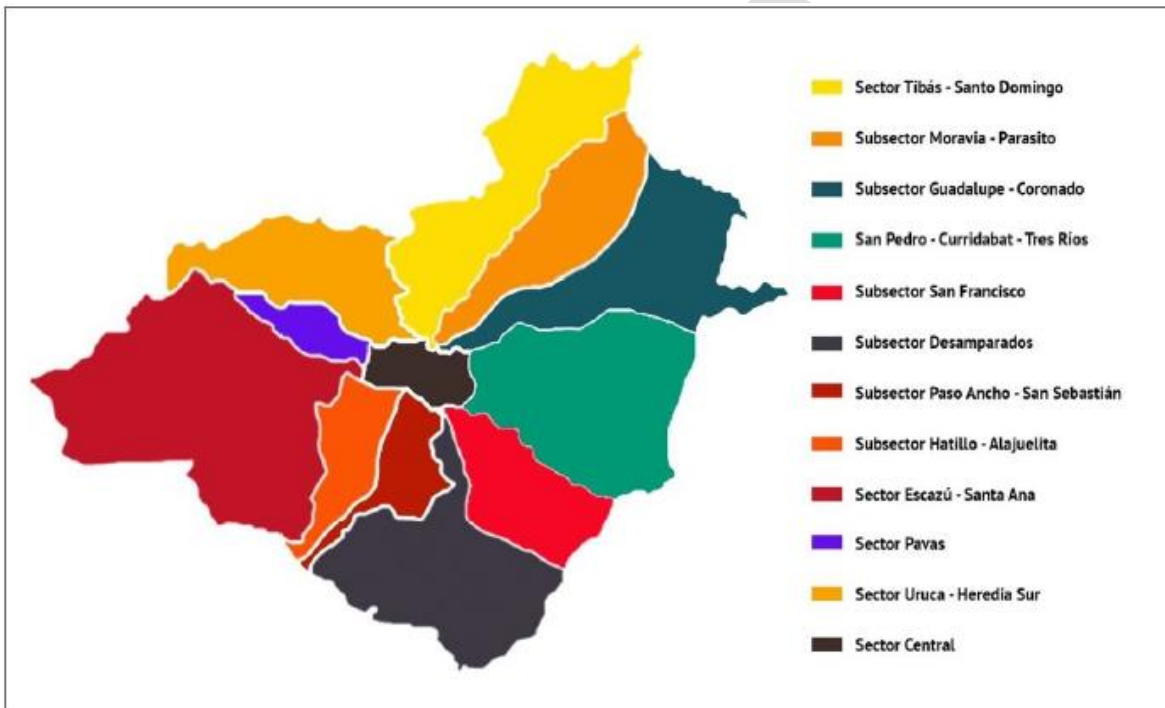 Sector Tibás - Santo Domingo
Subsector Moravia - Parasito
Subsector Guadalupe - Coronado
San Pedro - Curridabat - Tres Ríos
Subsector San Francisco
Subsector Desamparados
Subsector Paso Ancho - San Sebastián
Subsector Hatillo - Alajuelita
Sector Escazú - Santa Ana
Sector Pavas
Sector Uruca - Heredia Sur
Sector Central